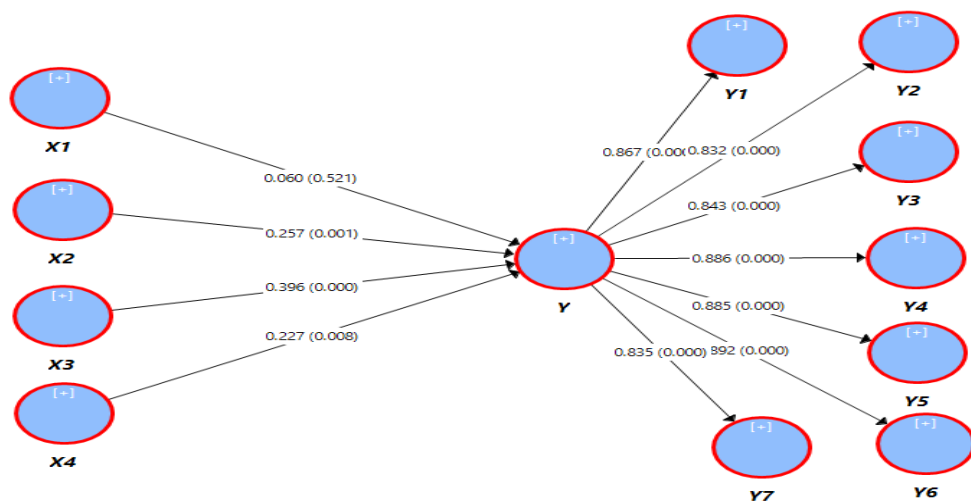 [+]
X1
[+]
X2
[+]
X3
[+]
X4
0.060 (0.521)
0.257 (0.001)
0.396 (0.000)
0.227 (0.008)
[+]
Y
0.867 (0.00
0.832 (0.000)
0.843 (0.000)
0.886 (0.000)
0.885 (0.000)
892 (0.000)
0.835 (0.000)
[+]
Y1
[+]
Y2
[+]
Y3
[+]
Y4
[+]
Y5
[+]
Y6
[+]
Y7